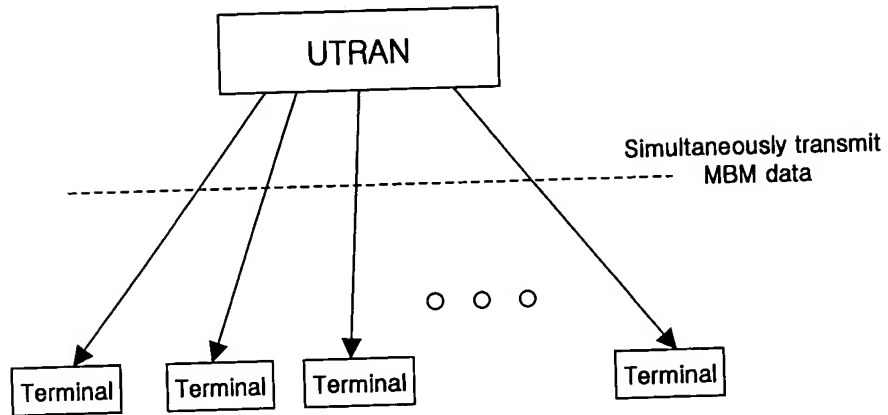 UTRAN
Simultaneously transmit
MBM data
Terminal
Terminal
Terminal
Terminal